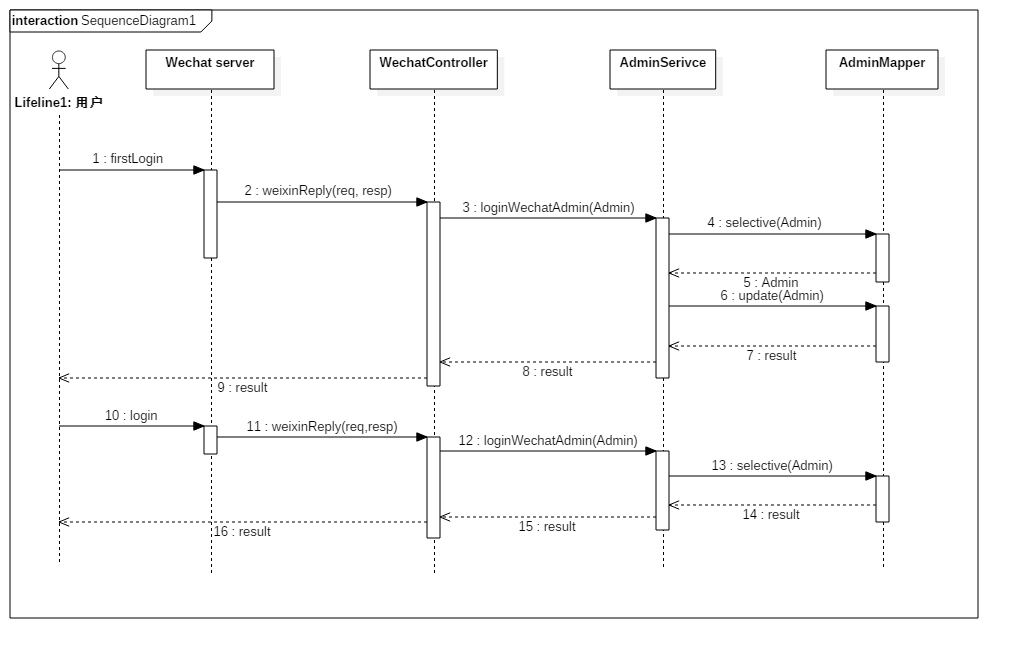 interaction SequenceDiagram1
Wechat server
WechatController
AdminSerivce
AdminMapper
Lifeline1: 用户
1 : firstLogin
2 : weixinReply(req, resp)
3 : loginWechatAdmin(Admin)
4 : selective(Admin)
5 : Admin
6 : update(Admin)
7 : result
8 : result
9 : result
10 : login
11 : weixinReply(req,resp)
12 : loginWechatAdmin(Admin)
13 : selective(Admin)
14 : result
15 : result
16 : result